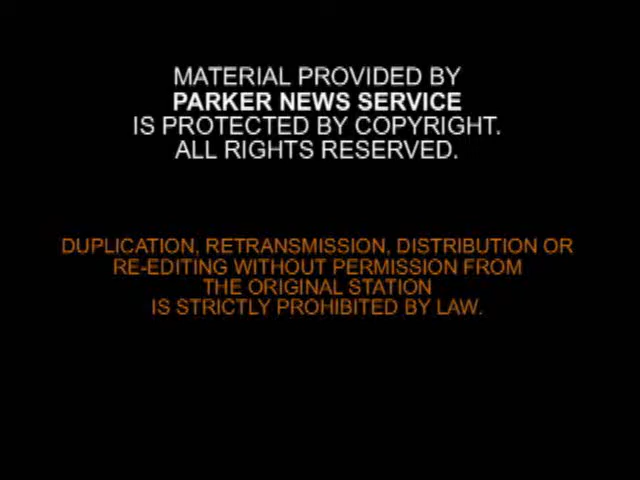 MATERIAL PROVIDED BY
PARKER NEWS SERVICE
IS PROTECTED BY COPYRIGHT.
ALL RIGHTS RESERVED.
DUPLICATION, RETRANSMISSION, DISTRIBUTION OR
RE-EDITING WITHOUT PERMISSION FROM
THE ORIGINAL STATION
IS STRICTLY PROHIBITED BY LAW.